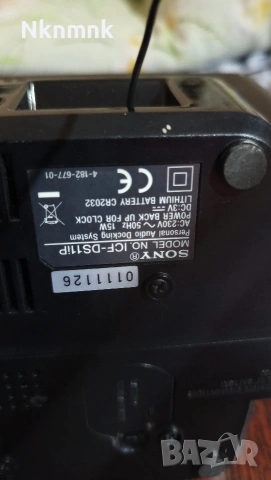 Nknmnk
SONY®
MODEL NO.ICF-DS11iP
Personal Audio Docking System
AC:230V ~ 50Hz 15W
POWER BACK UP FOR CLOCK
DC:3V
LITHIUM BATTERY CR2032
CE
4-182-677-01
0111126
BAZAR